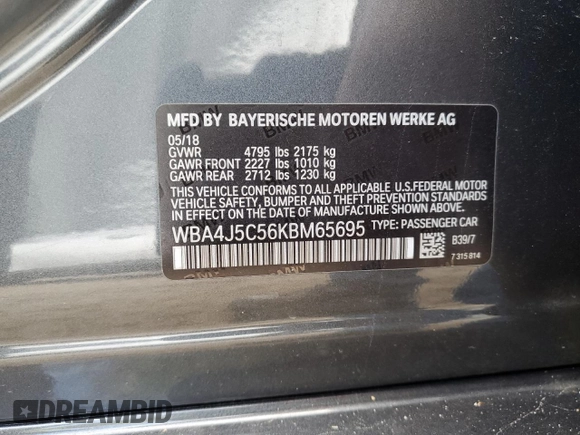 MFD BY BAYERISCHE MOTOREN WERKE AG
05/18
GVWR 4795 lbs 2175 kg
GAWR FRONT 2227 lbs 1010 kg
GAWR REAR 2712 lbs 1230 kg
THIS VEHICLE CONFORMS TO ALL APPLICABLE U.S.FEDERAL MOTOR
VEHICLE SAFETY, BUMPER, AND THEFT PREVENTION STANDARDS
IN EFFECT ON THE DATE OF MANUFACTURE SHOWN ABOVE.
WBA4J5C56KBM65695 TYPE: PASSENGER CAR
B39/7
7 315 814
DREAMBID